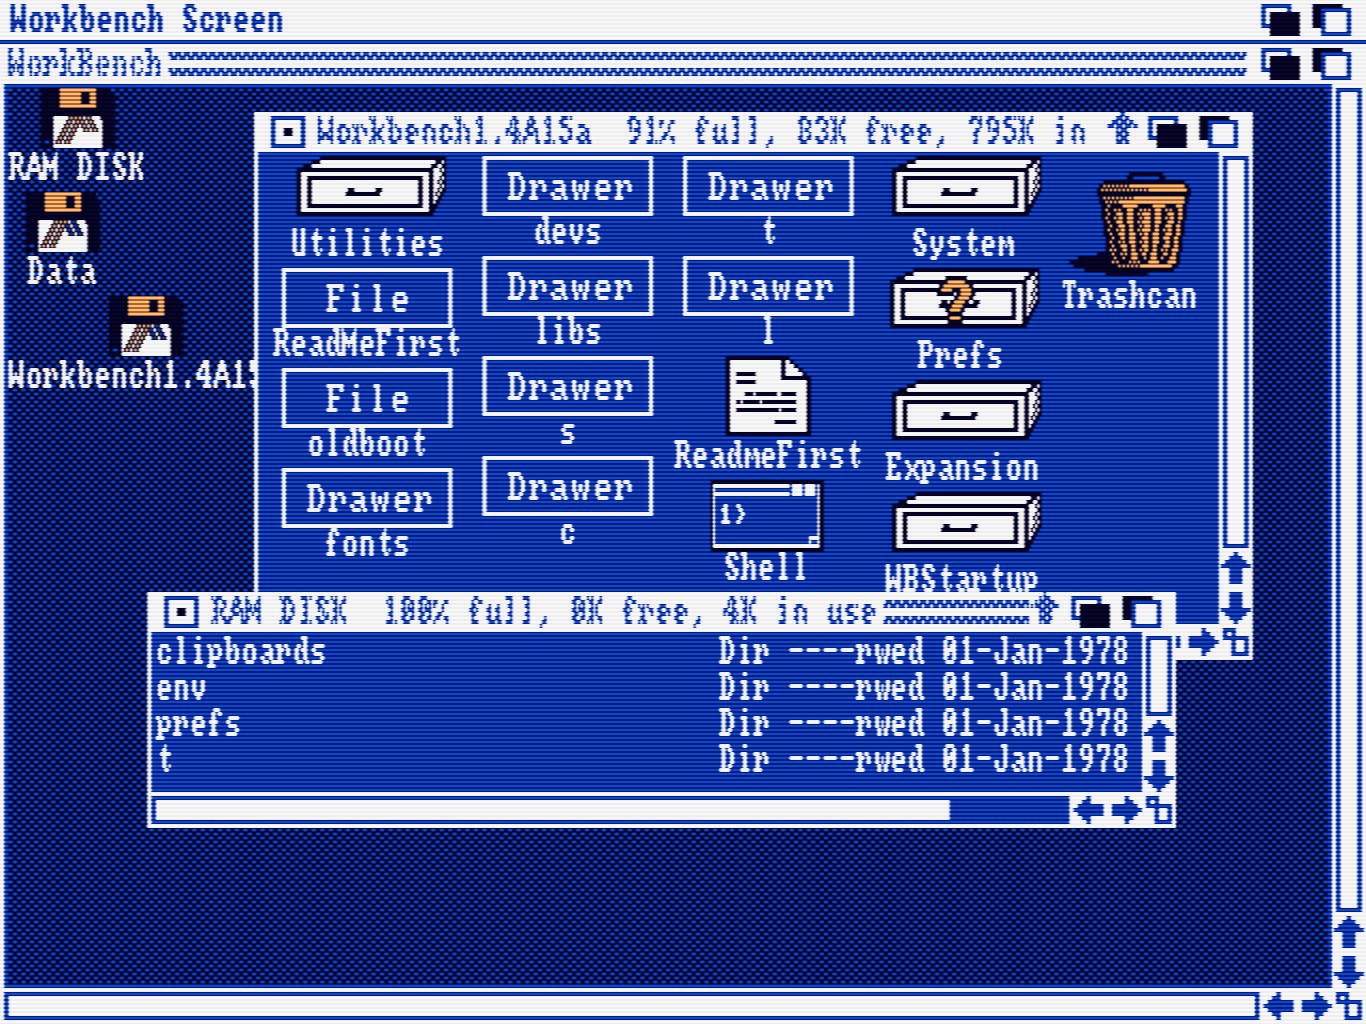 Workbench Screen
WorkBench
RAM DISK
Data
Workbench1.4A15
Workbench1.4A15a  91% full, 83K free, 795K in
Utilities
File
ReadMeFirst
File
oldboot
Drawer
fonts
Drawer
devs
Drawer
libs
Drawer
s
Drawer
c
Drawer
t
Drawer
l
ReadmeFirst
1>
Shell
System
?
Prefs
Expansion
WBStartup
Trashcan
RAM DISK  100% full, 0K free, 4K in use
clipboards Dir ----rwed 01-Jan-1978
env Dir ----rwed 01-Jan-1978
prefs Dir ----rwed 01-Jan-1978
t Dir ----rwed 01-Jan-1978